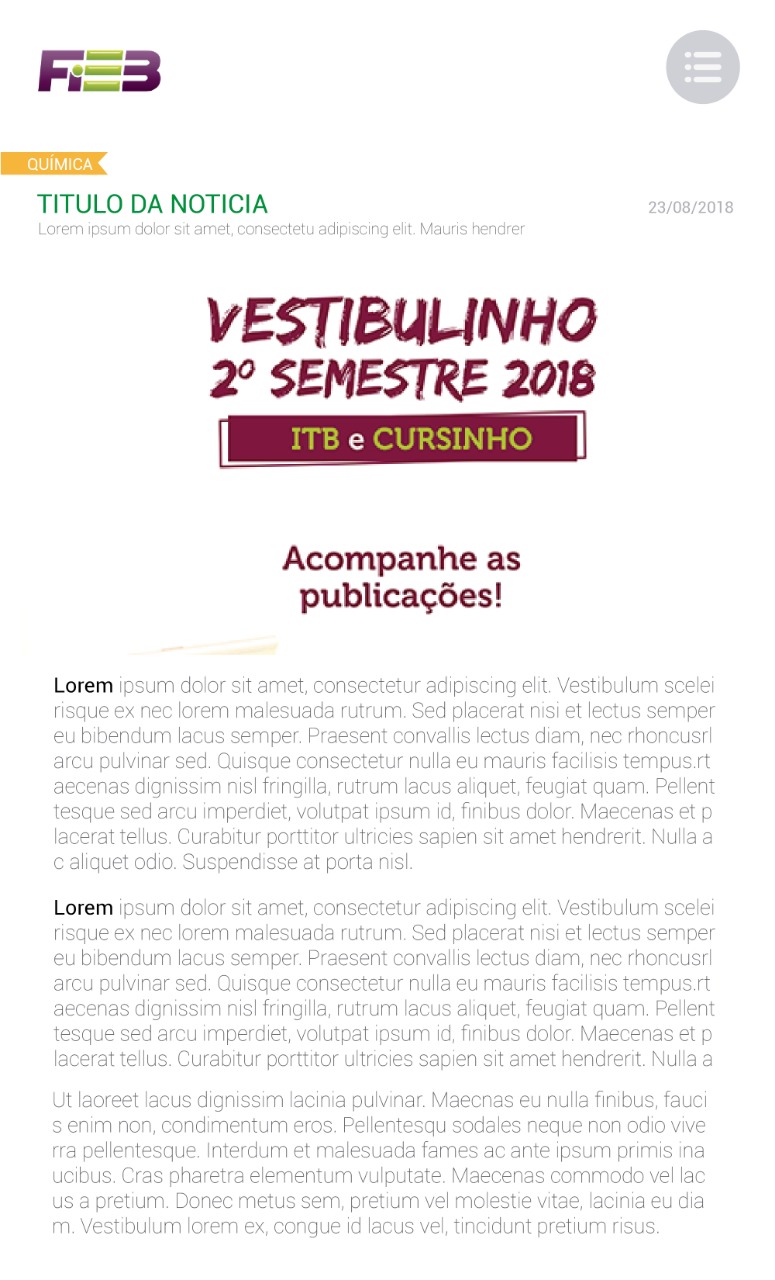 FIEB
QUÍMICA
TITULO DA NOTICIA
23/08/2018
Lorem ipsum dolor sit amet, consectetu adipiscing elit. Mauris hendrer
VESTIBULINHO
2º SEMESTRE 2018
ITB e CURSINHO
Acompanhe as
publicações!
Lorem ipsum dolor sit amet, consectetur adipiscing elit. Vestibulum scelei
risque ex nec lorem malesuada rutrum. Sed placerat nisi et lectus semper
eu bibendum lacus semper. Praesent convallis lectus diam, nec rhoncusrl
arcu pulvinar sed. Quisque consectetur nulla eu mauris facilisis tempus.rt
aecenas dignissim nisl fringilla, rutrum lacus aliquet, feugiat quam. Pellent
tesque sed arcu imperdiet, volutpat ipsum id, finibus dolor. Maecenas et p
lacerat tellus. Curabitur porttitor ultricies sapien sit amet hendrerit. Nulla a
c aliquet odio. Suspendisse at porta nisl.
Lorem ipsum dolor sit amet, consectetur adipiscing elit. Vestibulum scelei
risque ex nec lorem malesuada rutrum. Sed placerat nisi et lectus semper
eu bibendum lacus semper. Praesent convallis lectus diam, nec rhoncusrl
arcu pulvinar sed. Quisque consectetur nulla eu mauris facilisis tempus.rt
aecenas dignissim nisl fringilla, rutrum lacus aliquet, feugiat quam. Pellent
tesque sed arcu imperdiet, volutpat ipsum id, finibus dolor. Maecenas et p
lacerat tellus. Curabitur porttitor ultricies sapien sit amet hendrerit. Nulla a
Ut laoreet lacus dignissim lacinia pulvinar. Maecnas eu nulla finibus, fauci
s enim non, condimentum eros. Pellentesqu sodales neque non odio vive
rra pellentesque. Interdum et malesuada fames ac ante ipsum primis ina
ucibus. Cras pharetra elementum vulputate. Maecenas commodo vel lac
us a pretium. Donec metus sem, pretium vel molestie vitae, lacinia eu dia
m. Vestibulum lorem ex, congue id lacus vel, tincidunt pretium risus.